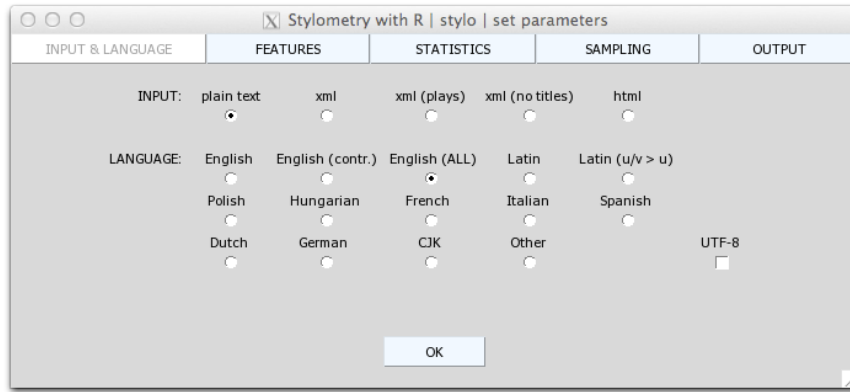 Stylometry with R | stylo | set parameters
INPUT & LANGUAGE FEATURES STATISTICS SAMPLING OUTPUT
INPUT: plain text xml xml (plays) xml (no titles) html
LANGUAGE: English English (contr.) English (ALL) Latin Latin (u/v > u)
Polish Hungarian French Italian Spanish
Dutch German CJK Other UTF-8
OK